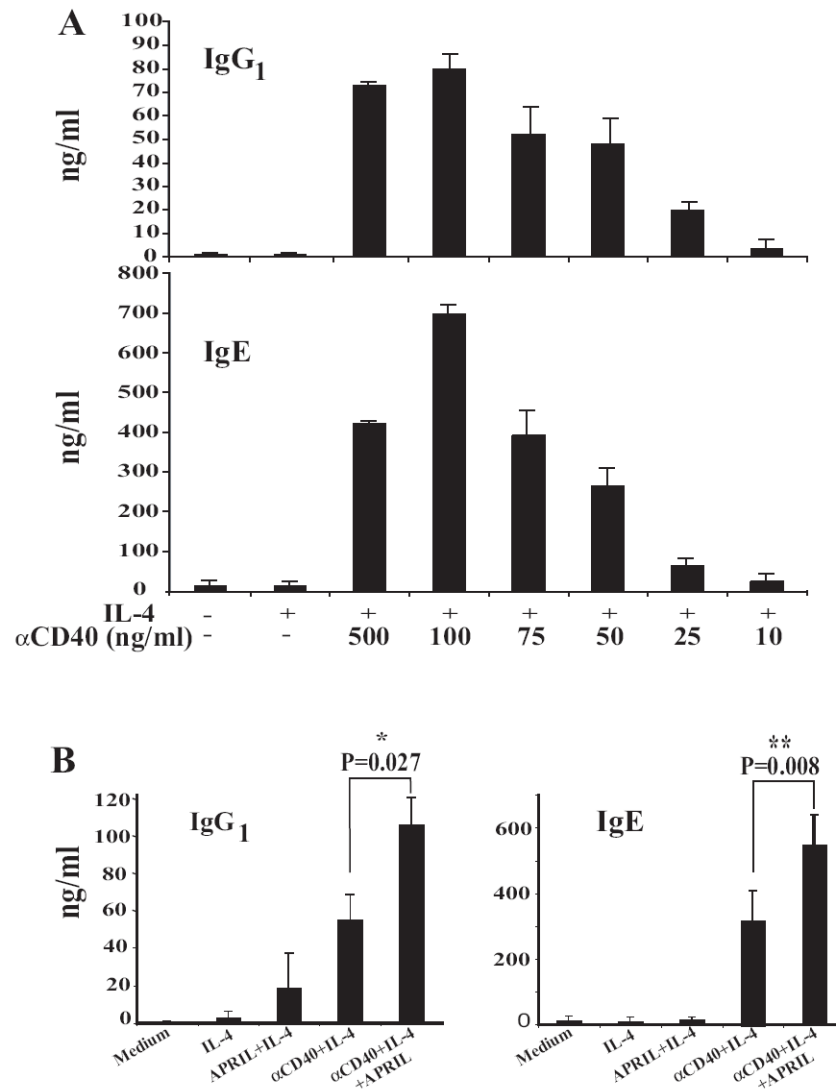 A
IgG1
ng/ml
100
90
80
70
60
50
40
30
20
10
0
IgE
ng/ml
800
700
600
500
400
300
200
100
0
IL-4 - + + + + + + +
αCD40 (ng/ml) - - 500 100 75 50 25 10
B
IgG1
*
P=0.027
ng/ml
120
100
80
60
40
20
0
Medium
IL-4
APRIL+IL-4
αCD40+IL-4
αCD40+IL-4
+APRIL
IgE
**
P=0.008
600
400
200
0
Medium
IL-4
APRIL+IL-4
αCD40+IL-4
αCD40+IL-4
+APRIL